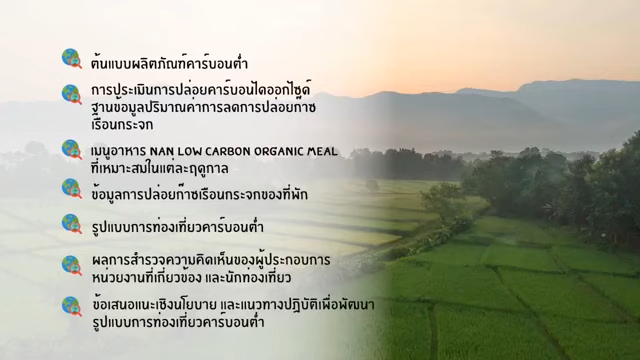 ต้นแบบผลิตภัณฑ์คาร์บอนต่ำ
การประเมินการปล่อยคาร์บอนไดออกไซด์
ฐานข้อมูลปริมาณค่าการลดการปล่อยก๊าซ
เรือนกระจก
เมนูอาหาร NAN LOW CARBON ORGANIC MEAL
ที่เหมาะสมในแต่ละฤดูกาล
ข้อมูลการปล่อยก๊าซเรือนกระจกของที่พัก
รูปแบบการท่องเที่ยวคาร์บอนต่ำ
ผลการสำรวจความคิดเห็นของผู้ประกอบการ
หน่วยงานที่เกี่ยวข้อง และนักท่องเที่ยว
ข้อเสนอแนะเชิงนโยบาย และแนวทางปฏิบัติเพื่อพัฒนา
รูปแบบการท่องเที่ยวคาร์บอนต่ำ